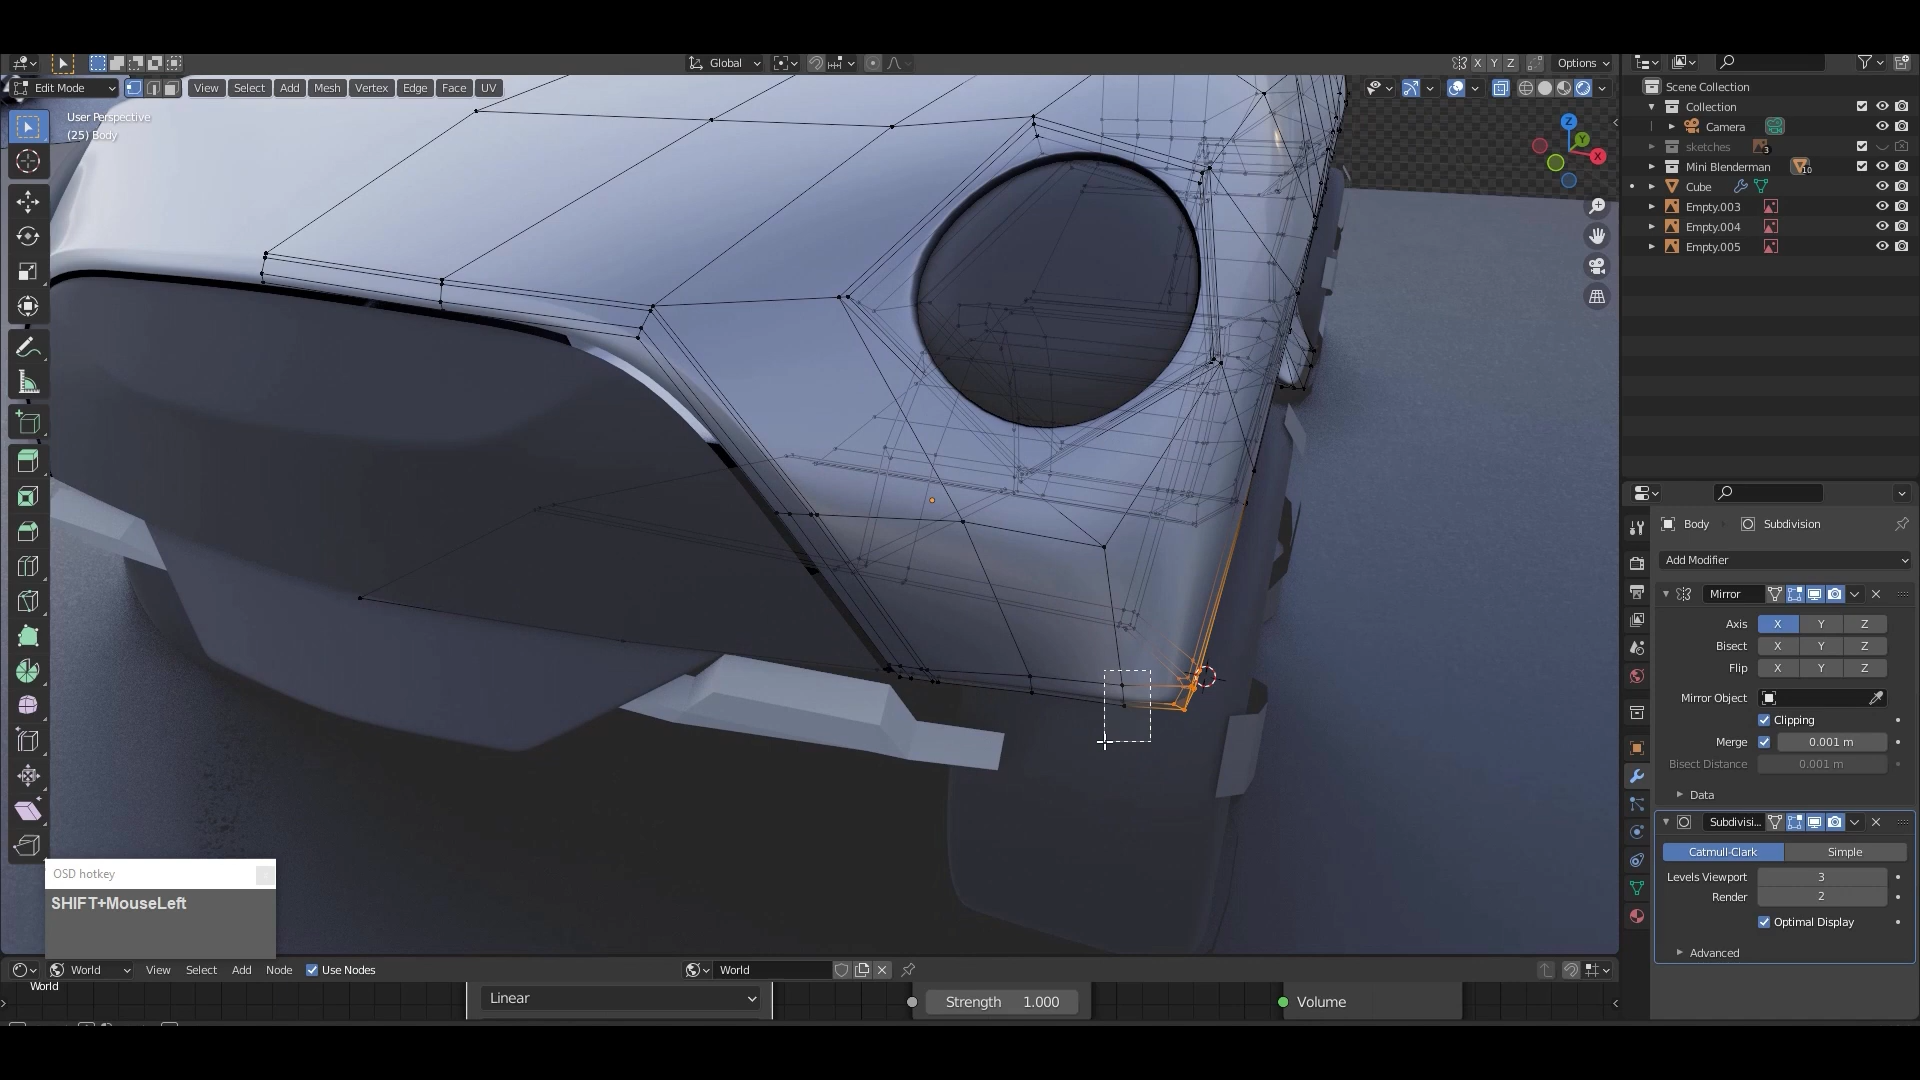 Global
X Y Z
Options
Edit Mode
View Select Add Mesh Vertex Edge Face UV
User Perspective
(25) Body
Z
Y
X
Scene Collection
Collection
Camera
sketches
3
Mini Blenderman
10
Cube
Empty.003
Empty.004
Empty.005
Body
Subdivision
Add Modifier
Mirror
Axis X Y Z
Bisect X Y Z
Flip X Y Z
Mirror Object
Clipping
Merge 0.001 m
Bisect Distance 0.001 m
Data
Subdivisi...
Catmull-Clark Simple
Levels Viewport 3
Render 2
Optimal Display
Advanced
OSD hotkey
SHIFT+MouseLeft
World View Select Add Node Use Nodes World
World
Linear
Strength 1.000
Volume